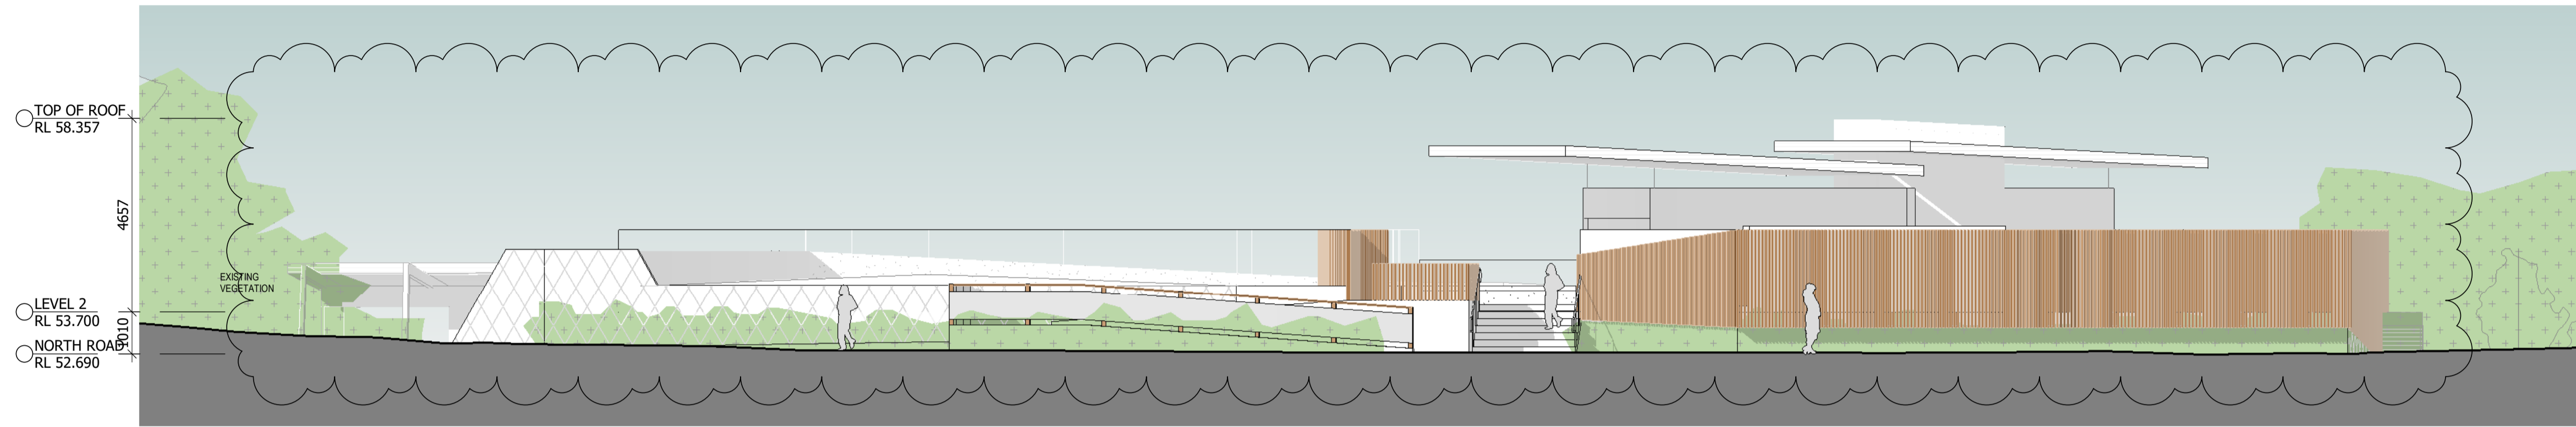 TOP OF ROOF
RL 58.357
4657
EXISTING
VEGETATION
LEVEL 2
RL 53.700
1010
NORTH ROAD
RL 52.690